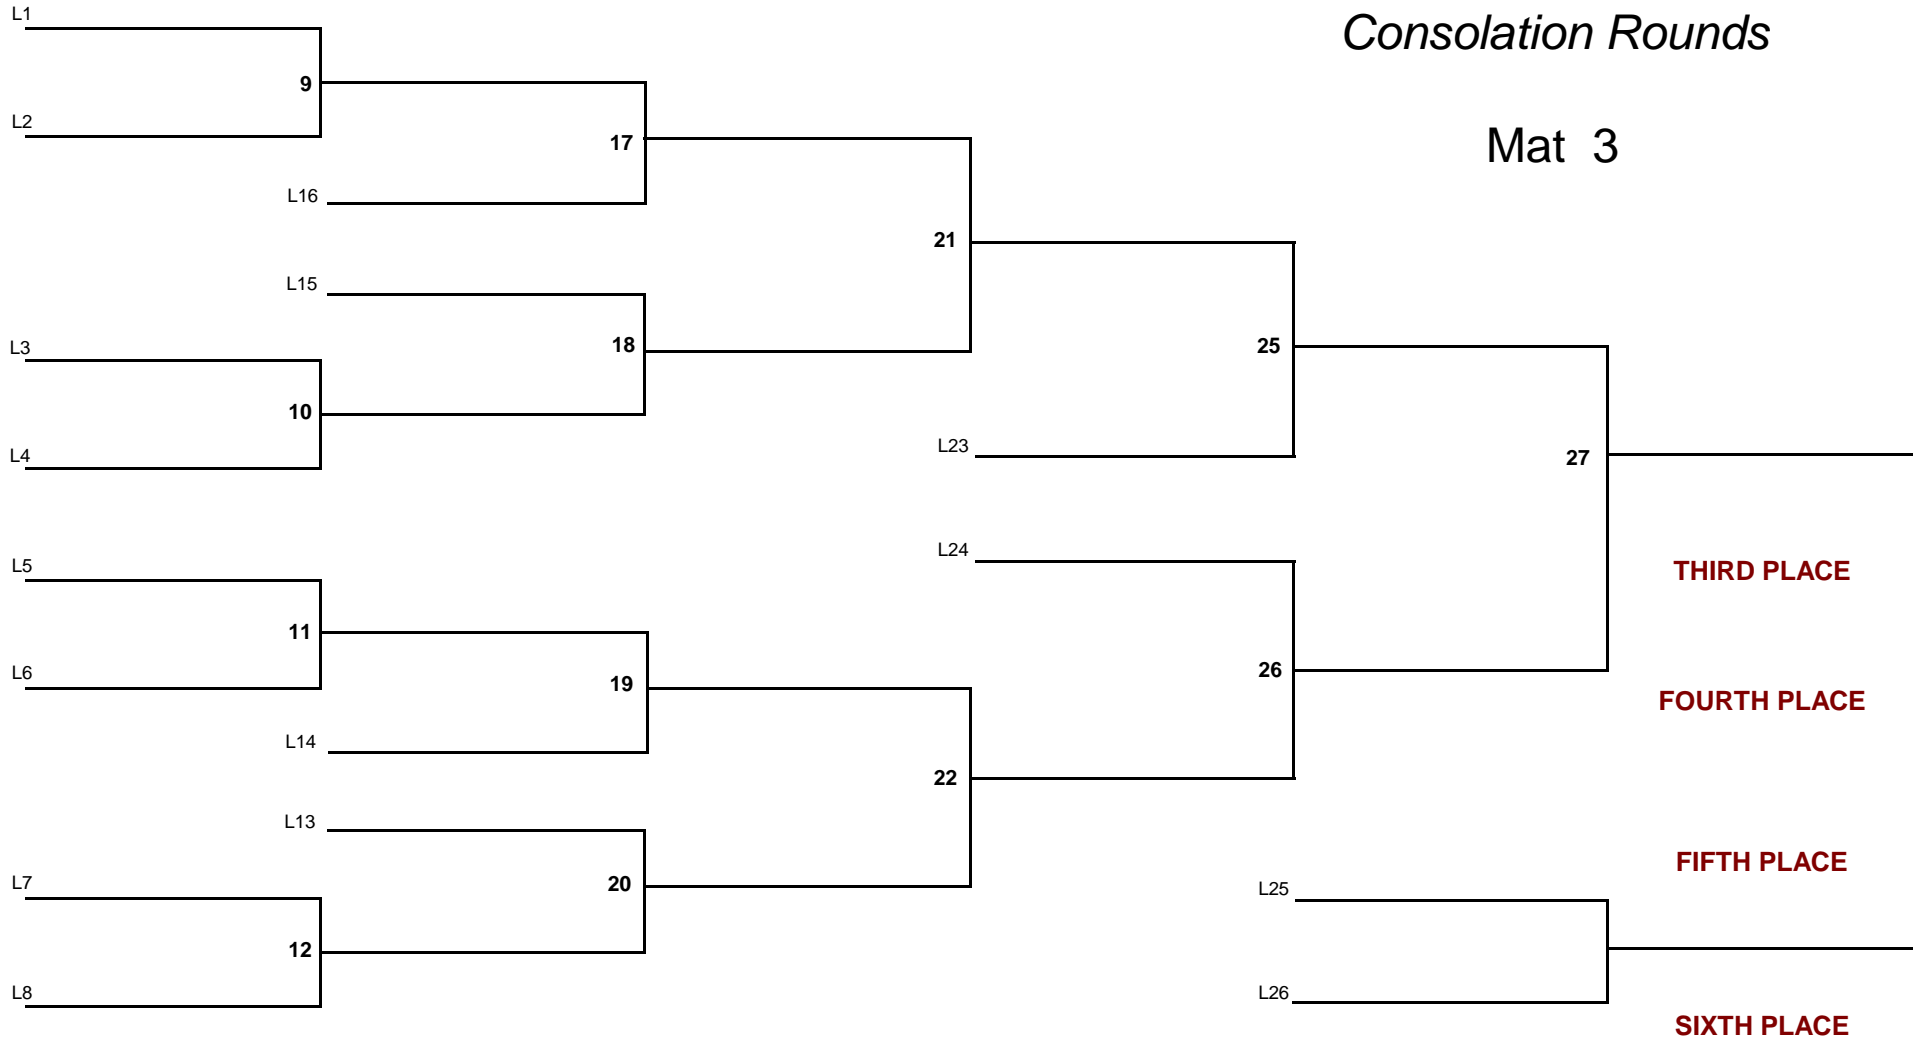 L1
Consolation Rounds
9
L2
Mat 3
17
L16
21
L15
L3
18
25
10
L23
L4
27
L24
L5
THIRD PLACE
11
L6
26
19
FOURTH PLACE
L14
22
L13
FIFTH PLACE
L7
20
L25
12
L8
L26
SIXTH PLACE